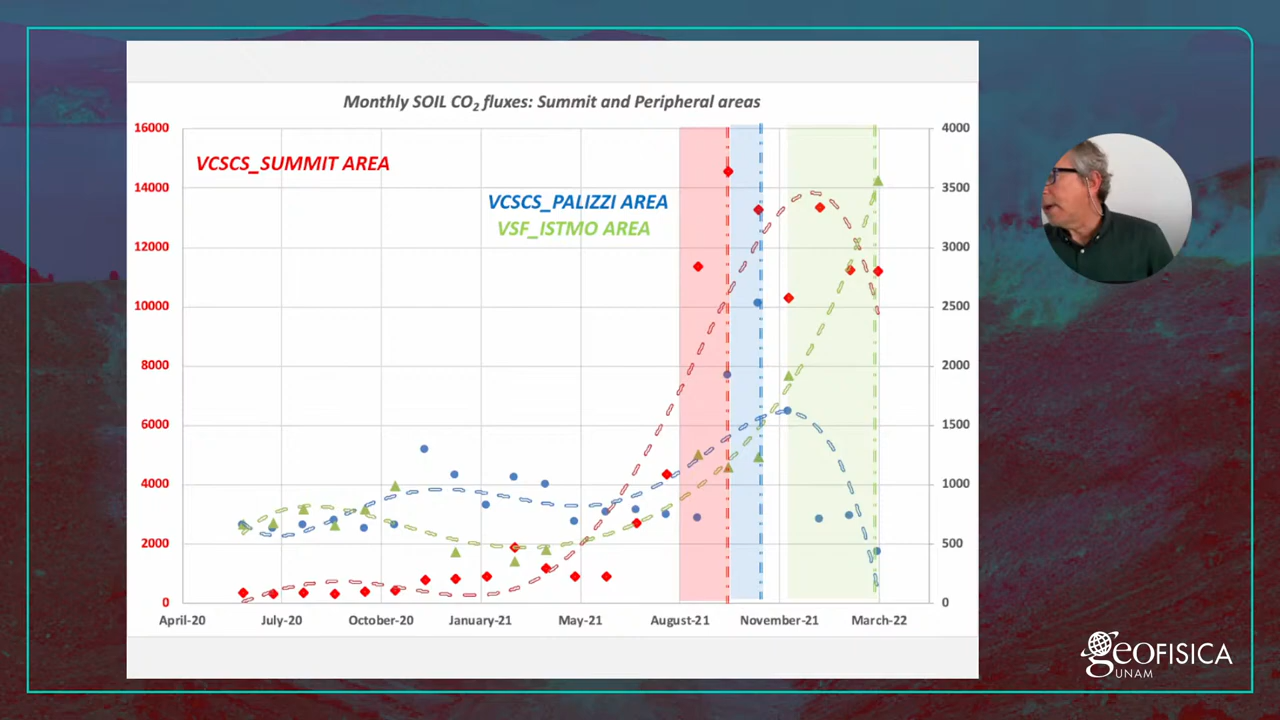 Monthly SOIL CO₂ fluxes: Summit and Peripheral areas
16000
14000
12000
10000
8000
6000
4000
2000
0
VCSCS_SUMMIT AREA
VCSCS_PALIZZI AREA
VSF_ISTMO AREA
4000
3500
3000
2500
2000
1500
1000
500
0
April-20 July-20 October-20 January-21 May-21 August-21 November-21 March-22
GEOFISICA
UNAM